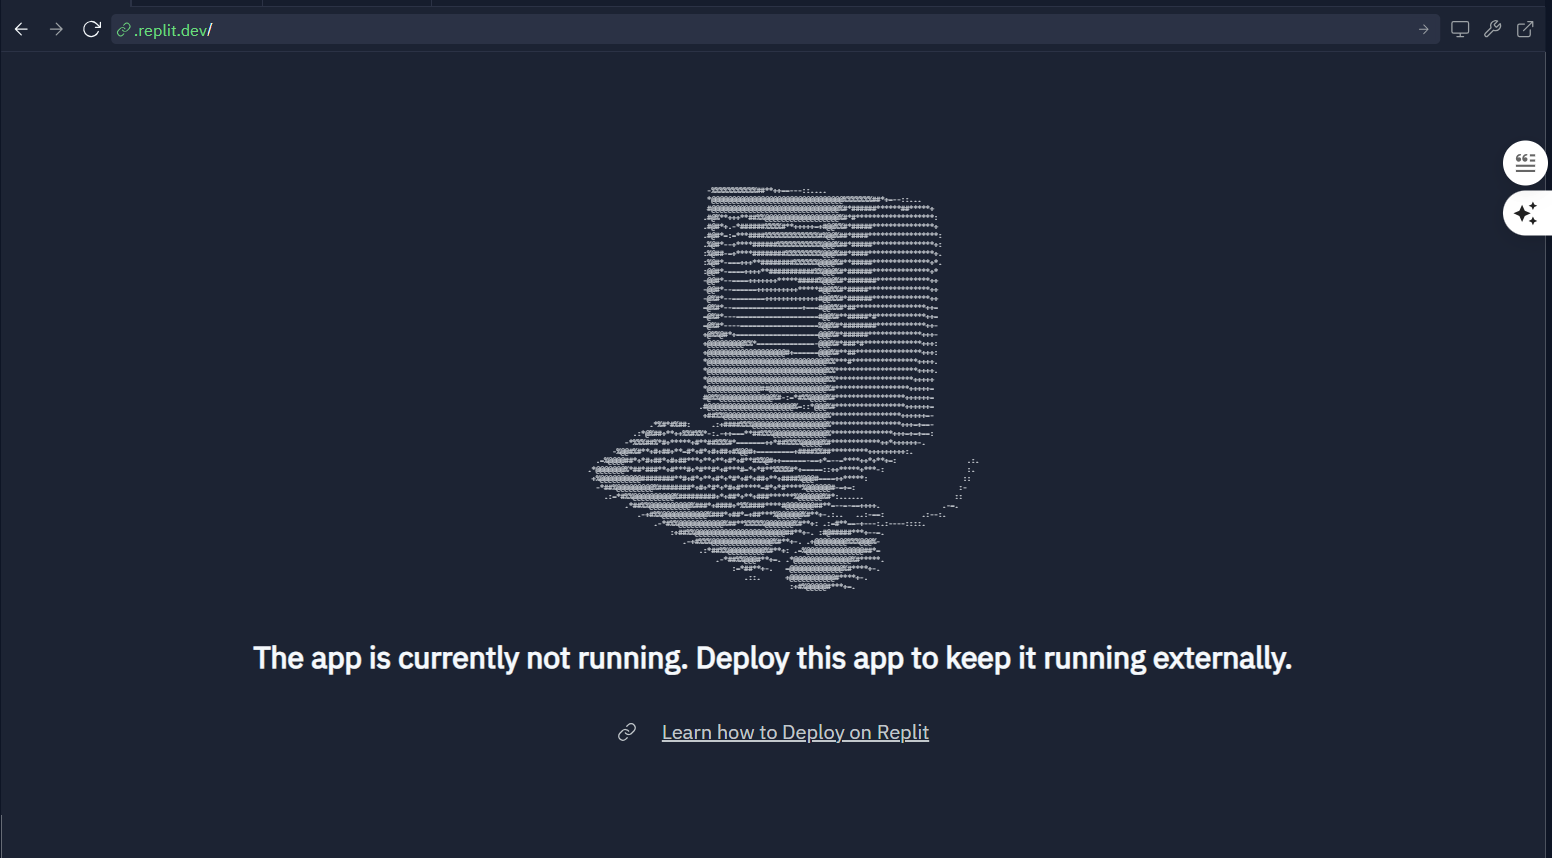 .replit.dev/
The app is currently not running. Deploy this app to keep it running externally.
Learn how to Deploy on Replit